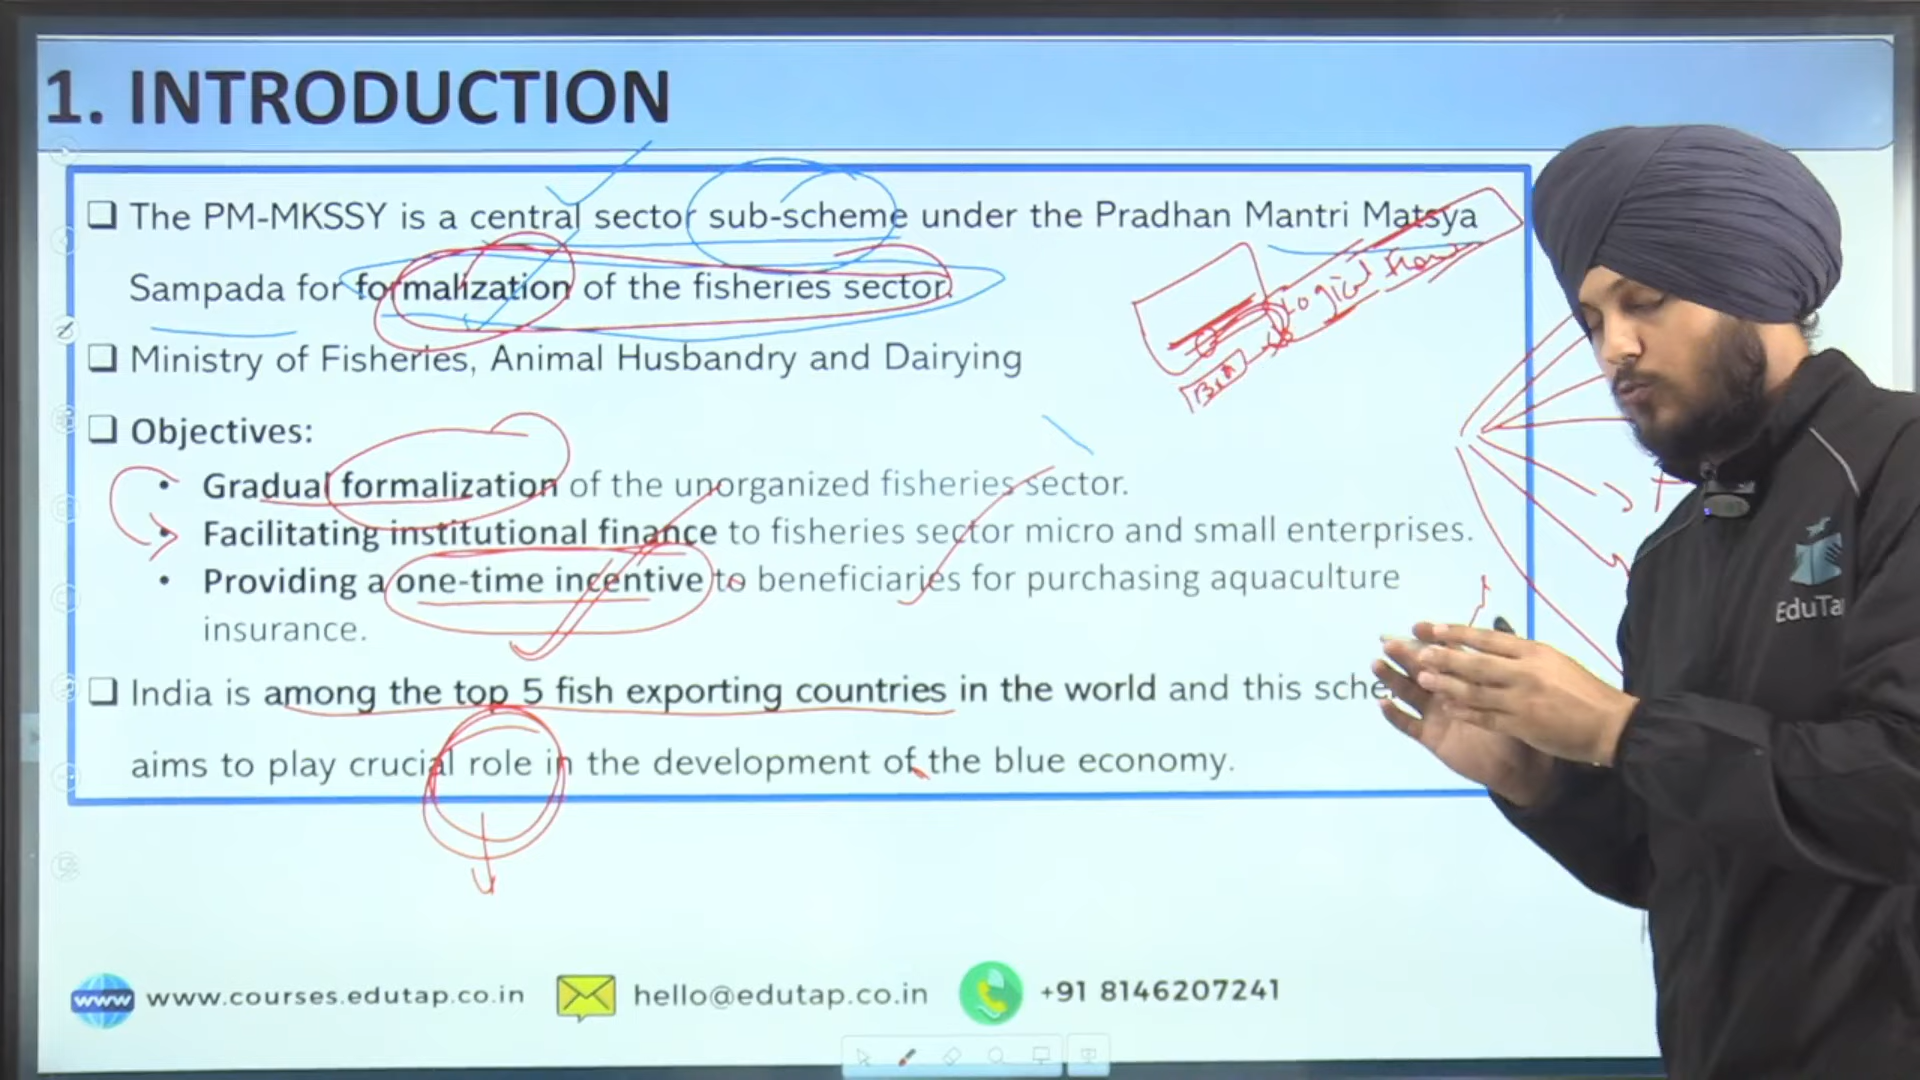 1. INTRODUCTION
❑ The PM-MKSSY is a central sector sub-scheme under the Pradhan Mantri Matsya
Sampada for formalization of the fisheries sector.
❑ Ministry of Fisheries, Animal Husbandry and Dairying
❑ Objectives:
• Gradual formalization of the unorganized fisheries sector.
• Facilitating institutional finance to fisheries sector micro and small enterprises.
• Providing a one-time incentive to beneficiaries for purchasing aquaculture
insurance.
❑ India is among the top 5 fish exporting countries in the world and this sche
aims to play crucial role in the development of the blue economy.
Logical
EduTa
www www.courses.edutap.co.in hello@edutap.co.in +91 8146207241